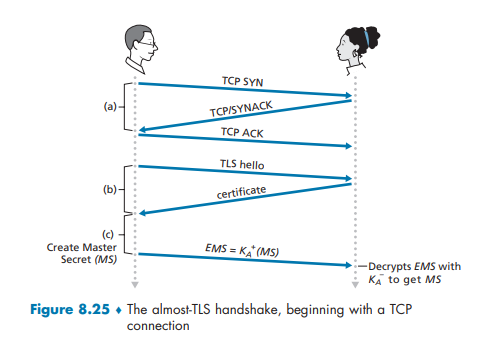 TCP SYN
(a)
TCP/SYNACK
TCP ACK
TLS hello
(b)
certificate
(c)
Create Master
Secret (MS)
EMS = K_A^+(MS)
Decrypts EMS with
K_A^- to get MS
Figure 8.25 ♦ The almost-TLS handshake, beginning with a TCP
connection